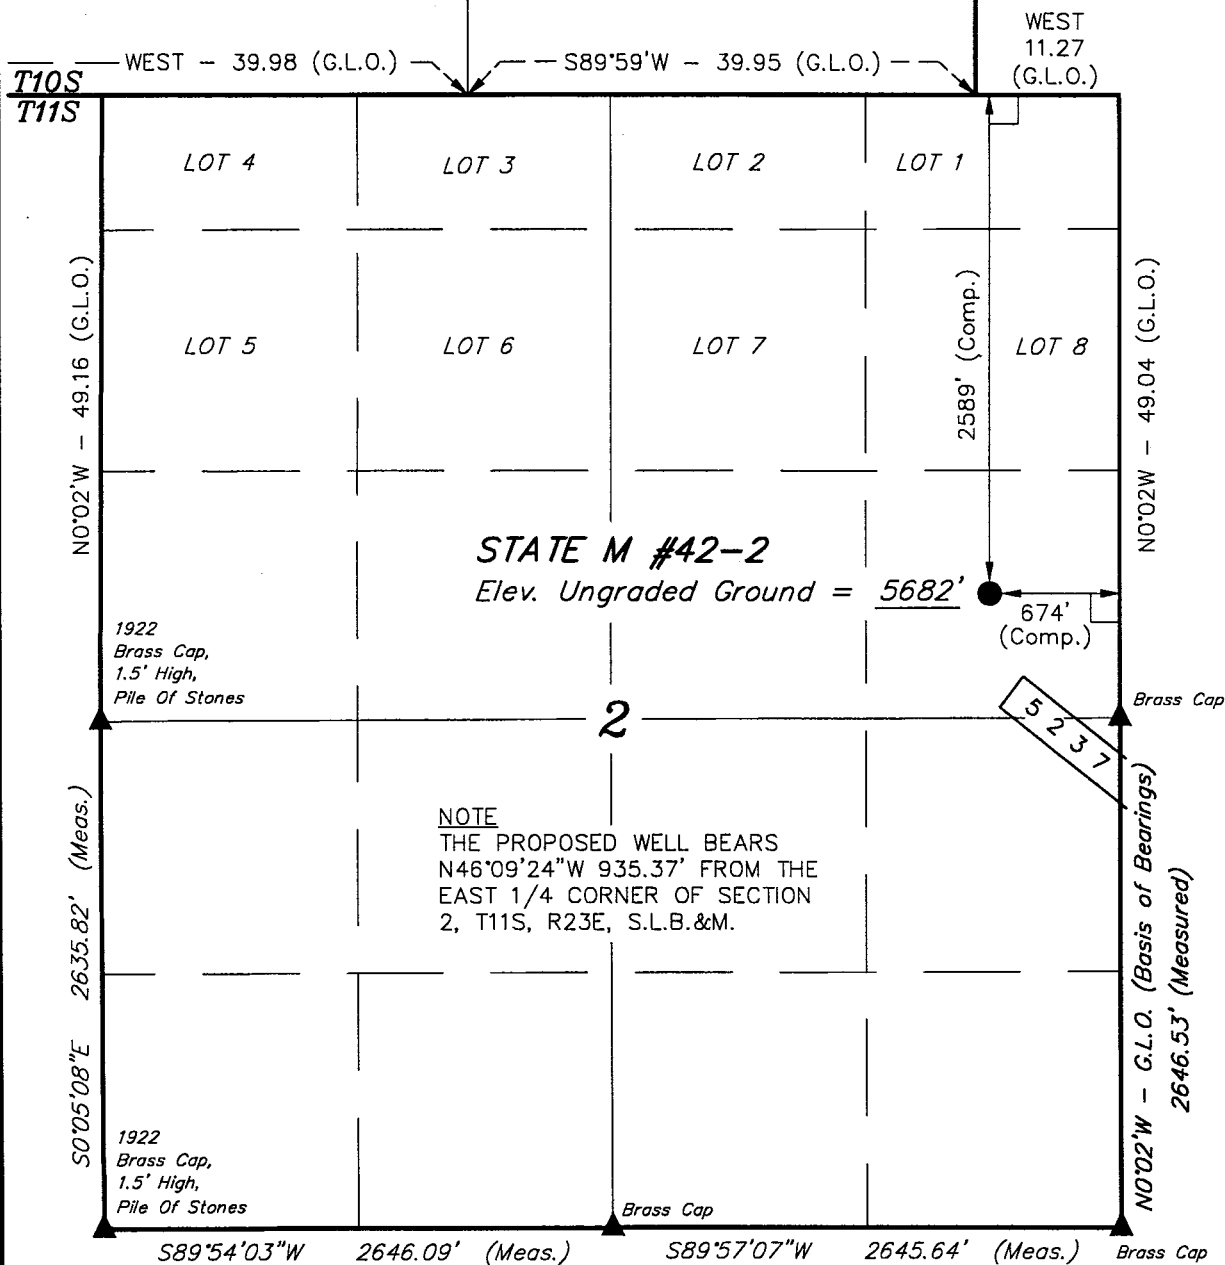 WEST
11.27
(G.L.O.)
WEST - 39.98 (G.L.O.)
S89°59'W - 39.95 (G.L.O.)
T10S
T11S
LOT 4
LOT 3
LOT 2
LOT 1
N0°02'W - 49.16 (G.L.O.)
2589' (Comp.)
N0°02W - 49.04 (G.L.O.)
LOT 5
LOT 6
LOT 7
LOT 8
STATE M #42-2
Elev. Ungraded Ground = 5682'
674'
(Comp.)
1922
Brass Cap,
1.5' High,
Pile Of Stones
Brass Cap
2
5237
NOTE
THE PROPOSED WELL BEARS
N46°09'24"W 935.37' FROM THE
EAST 1/4 CORNER OF SECTION
2, T11S, R23E, S.L.B.&M.
S0°05'08"E 2635.82' (Meas.)
N0°02'W - G.L.O. (Basis of Bearings)
2646.53' (Measured)
1922
Brass Cap,
1.5' High,
Pile Of Stones
Brass Cap
S89°54'03"W 2646.09' (Meas.)
S89°57'07"W 2645.64' (Meas.)
Brass Cap